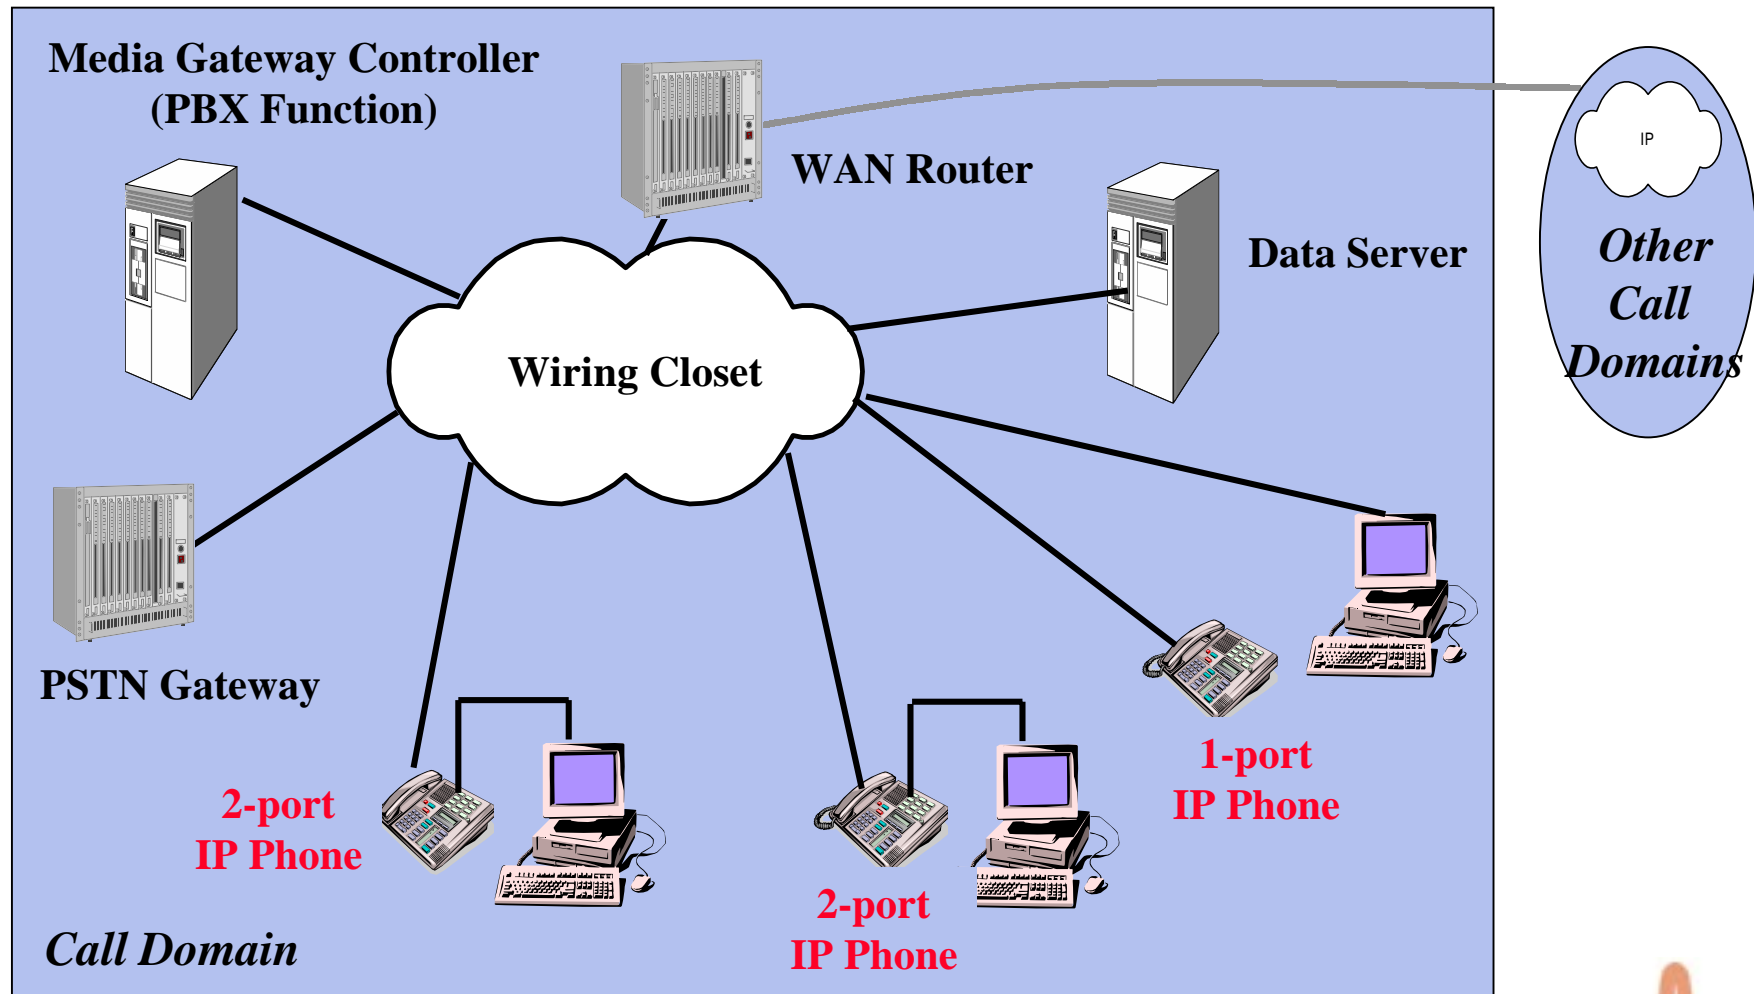 Media Gateway Controller
(PBX Function)
WAN Router
IP
Other
Call
Domains
Data Server
Wiring Closet
PSTN Gateway
1-port
IP Phone
2-port
IP Phone
2-port
IP Phone
Call Domain